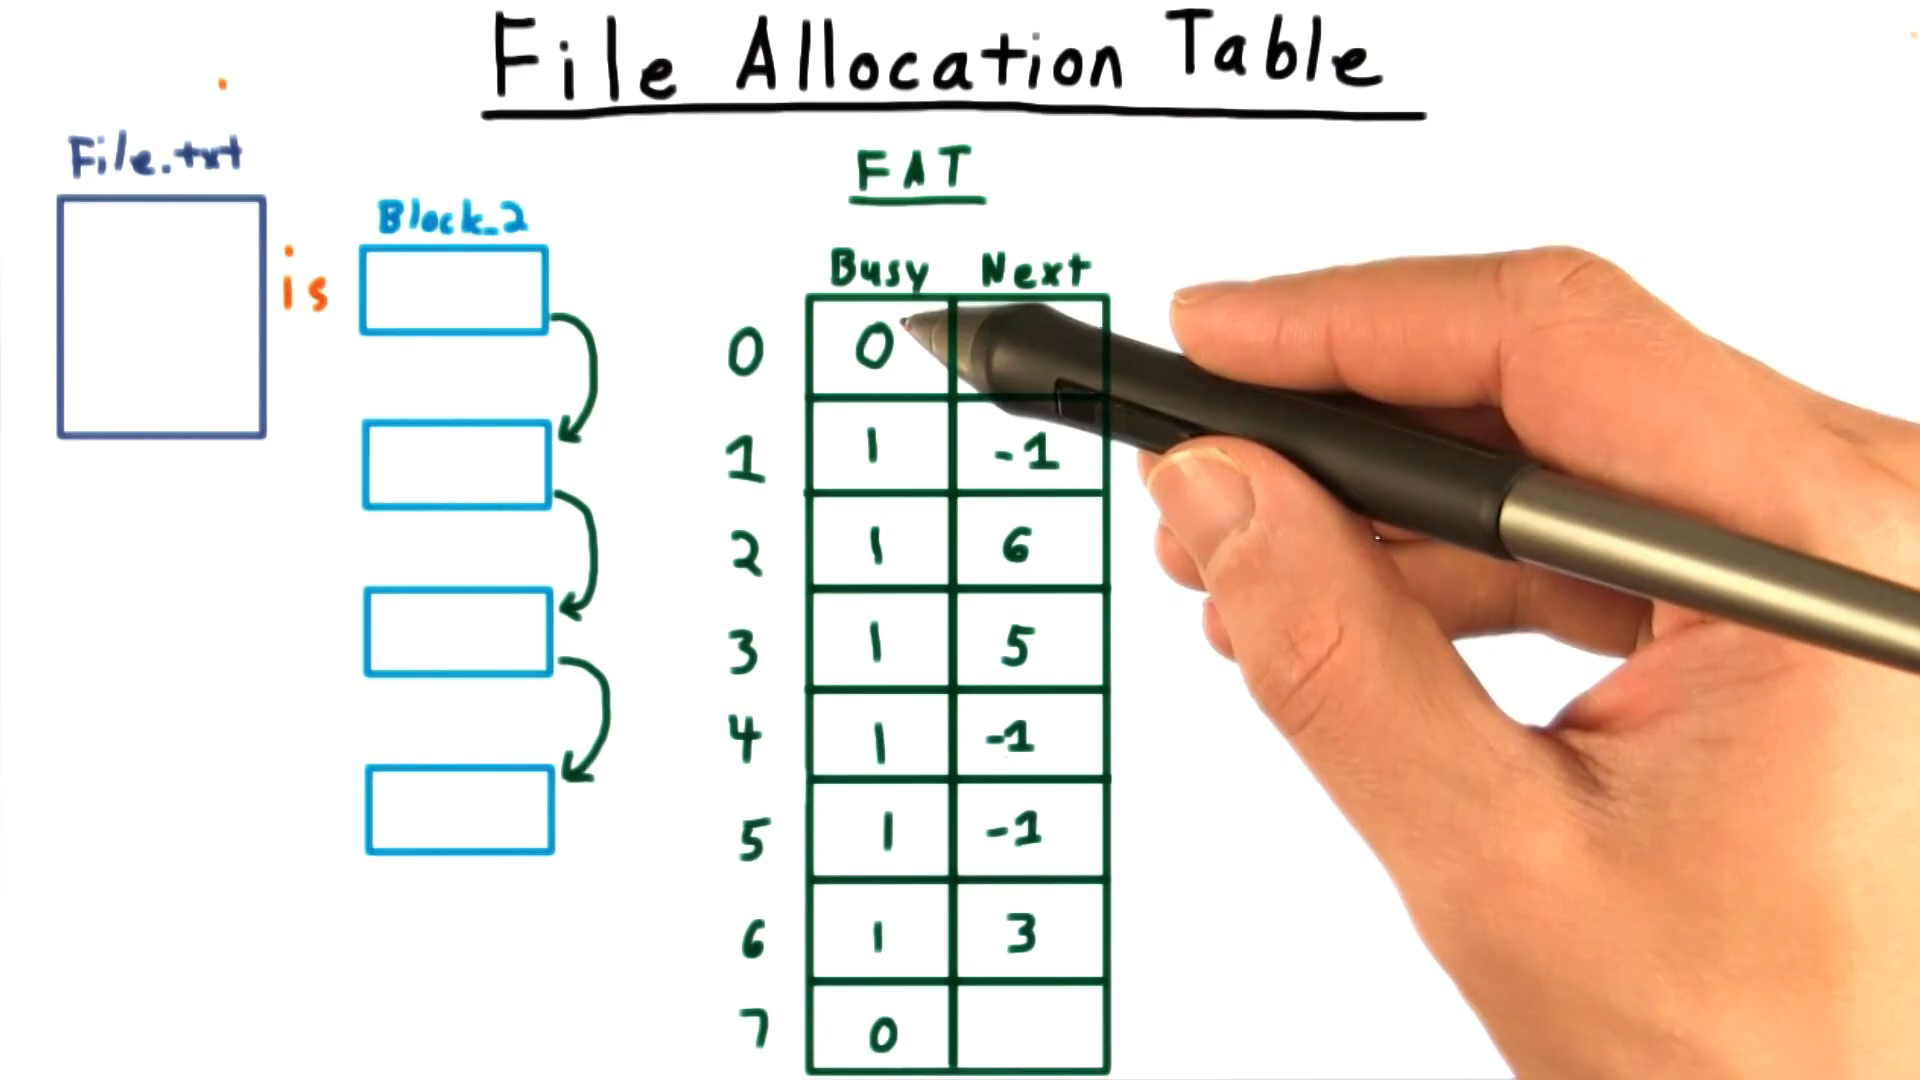 File Allocation Table
File.txt
is
Block_2
FAT
Busy Next
0 0
1 1 -1
2 1 6
3 1 5
4 1 -1
5 1 -1
6 1 3
7 0